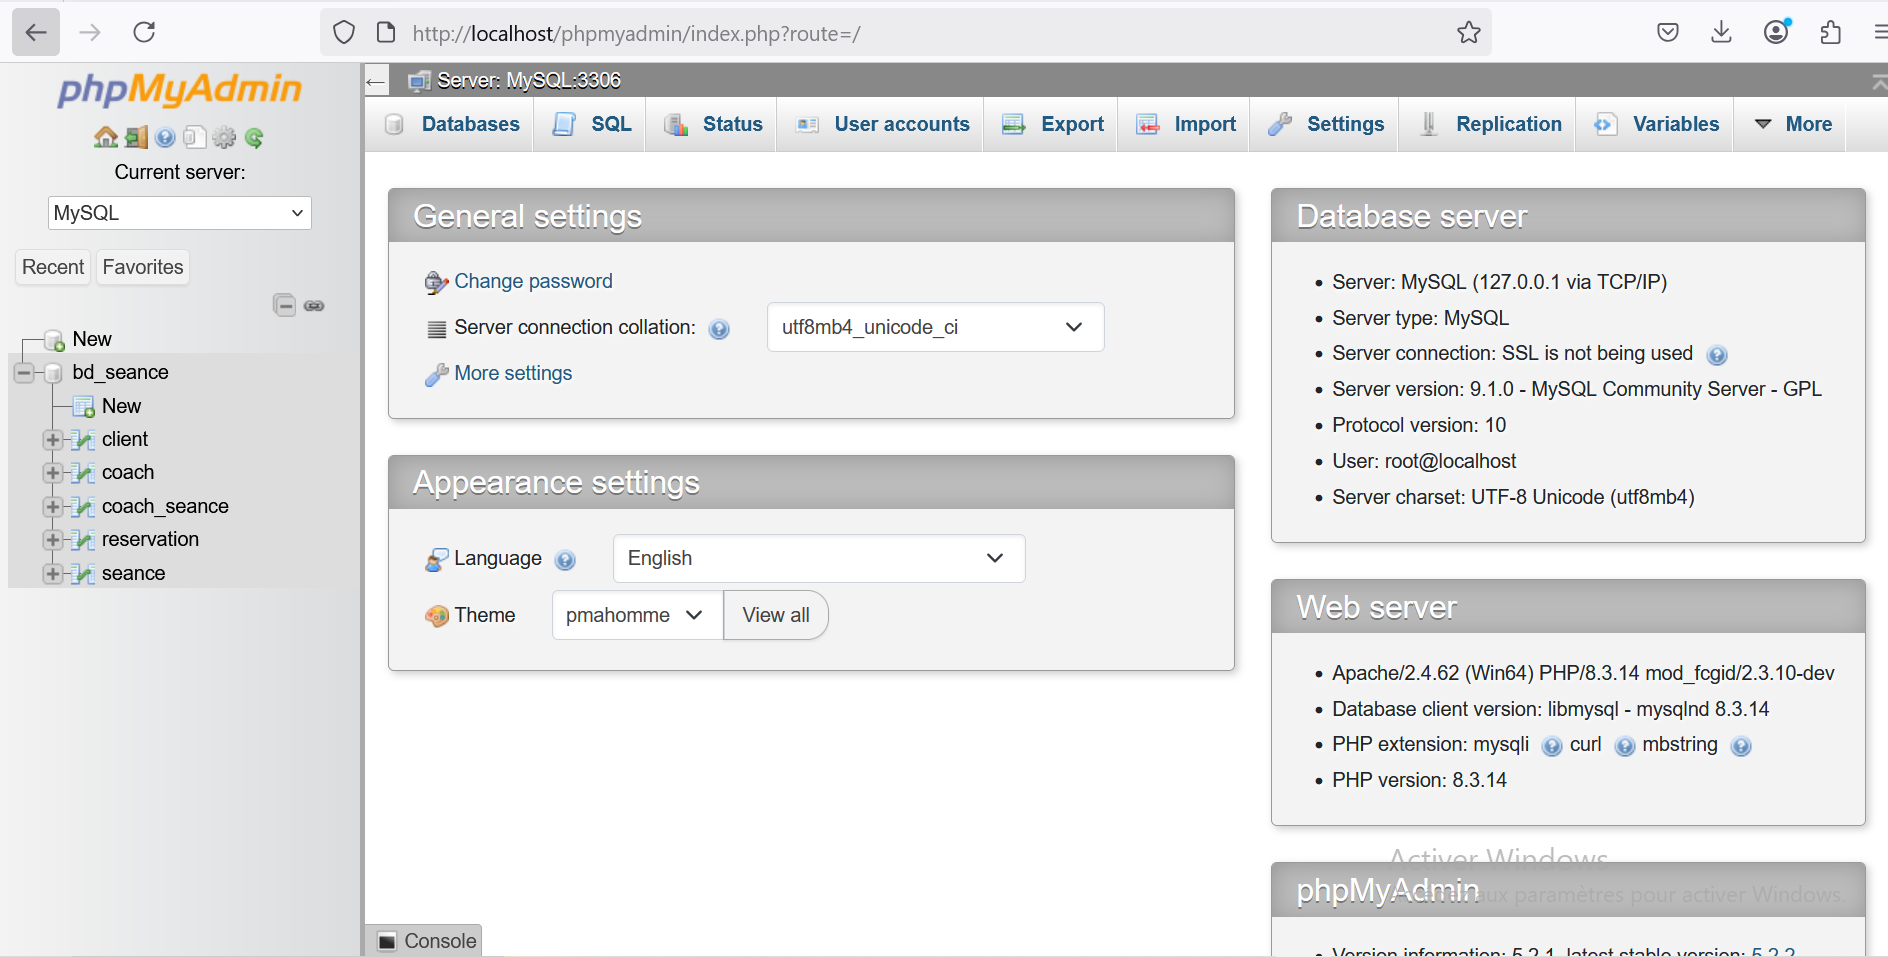 http://localhost/phpmyadmin/index.php?route=/
phpMyAdmin
Current server:
MySQL
Recent Favorites
New
bd_seance
New
client
coach
coach_seance
reservation
seance
Server: MySQL:3306
Databases SQL Status User accounts Export Import Settings Replication Variables More
General settings
Change password
Server connection collation: utf8mb4_unicode_ci
More settings
Appearance settings
Language English
Theme pmahomme View all
Database server
Server: MySQL (127.0.0.1 via TCP/IP)
Server type: MySQL
Server connection: SSL is not being used
Server version: 9.1.0 - MySQL Community Server - GPL
Protocol version: 10
User: root@localhost
Server charset: UTF-8 Unicode (utf8mb4)
Web server
Apache/2.4.62 (Win64) PHP/8.3.14 mod_fcgid/2.3.10-dev
Database client version: libmysql - mysqlnd 8.3.14
PHP extension: mysqli curl mbstring
PHP version: 8.3.14
Activer Windows
phpMyAdmin
aux paramètres pour activer Windows.
Version information: 5.2.1, latest stable version: 5.2.2
Console